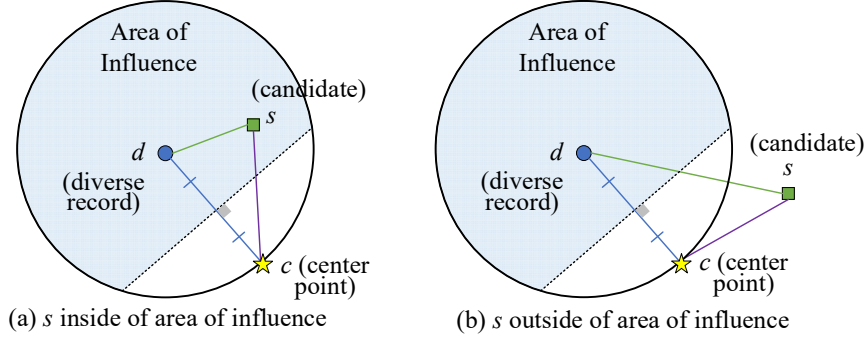 Area of
Influence
(candidate)
s
d
(diverse
record)
c (center
point)
(a) s inside of area of influence
Area of
Influence
(candidate)
s
d
(diverse
record)
c (center
point)
(b) s outside of area of influence